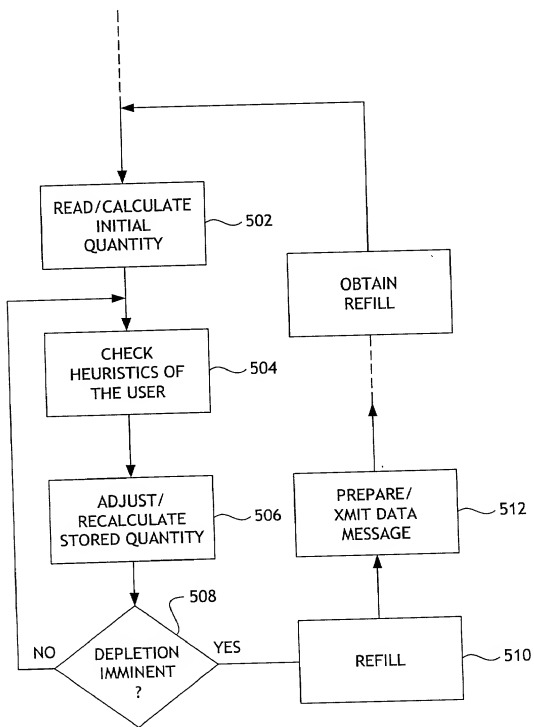 READ/CALCULATE
INITIAL
QUANTITY
502
OBTAIN
REFILL
CHECK
HEURISTICS OF
THE USER
504
ADJUST/
RECALCULATE
STORED QUANTITY
506
PREPARE/
XMIT DATA
MESSAGE
512
508
NO
DEPLETION
IMMINENT
?
YES
REFILL
510